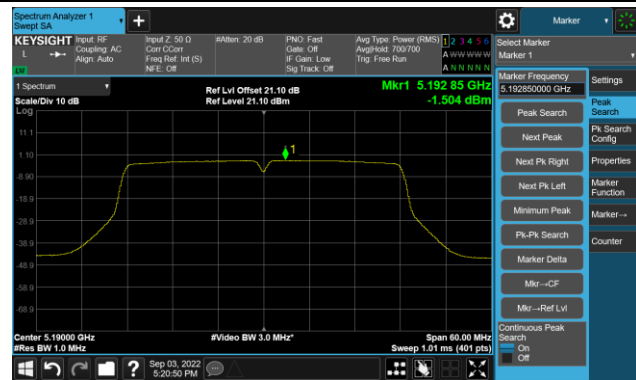 Spectrum Analyzer 1
Swept SA
Marker
KEYSIGHT
L
Input: RF
Coupling: AC
Align: Auto
Input Z: 50 Ω
Corr CCorr
Freq Ref: Int (S)
NFE: Off
#Atten: 20 dB
PNO: Fast
Gate: Off
IF Gain: Low
Sig Track: Off
Avg Type: Power (RMS)
Avg|Hold: 700/700
Trig: Free Run
1 2 3 4 5 6
A W W W W W
A N N N N N
Select Marker
Marker 1
1 Spectrum
Scale/Div 10 dB
Log
Ref Lvl Offset 21.10 dB
Ref Level 21.10 dBm
Mkr1 5.192 85 GHz
-1.504 dBm
11.1
1.10
-8.90
-18.9
-28.9
-38.9
-48.9
-58.9
-68.9
1
Center 5.19000 GHz
#Res BW 1.0 MHz
#Video BW 3.0 MHz*
Span 60.00 MHz
Sweep 1.01 ms (401 pts)
Marker Frequency
5.192850000 GHz
Peak Search
Next Peak
Next Pk Right
Next Pk Left
Minimum Peak
Pk-Pk Search
Marker Delta
Mkr→CF
Mkr→Ref Lvl
Continuous Peak
Search
On
Off
Settings
Peak
Search
Pk Search
Config
Properties
Marker
Function
Marker→
Counter
Sep 03, 2022
5:20:50 PM